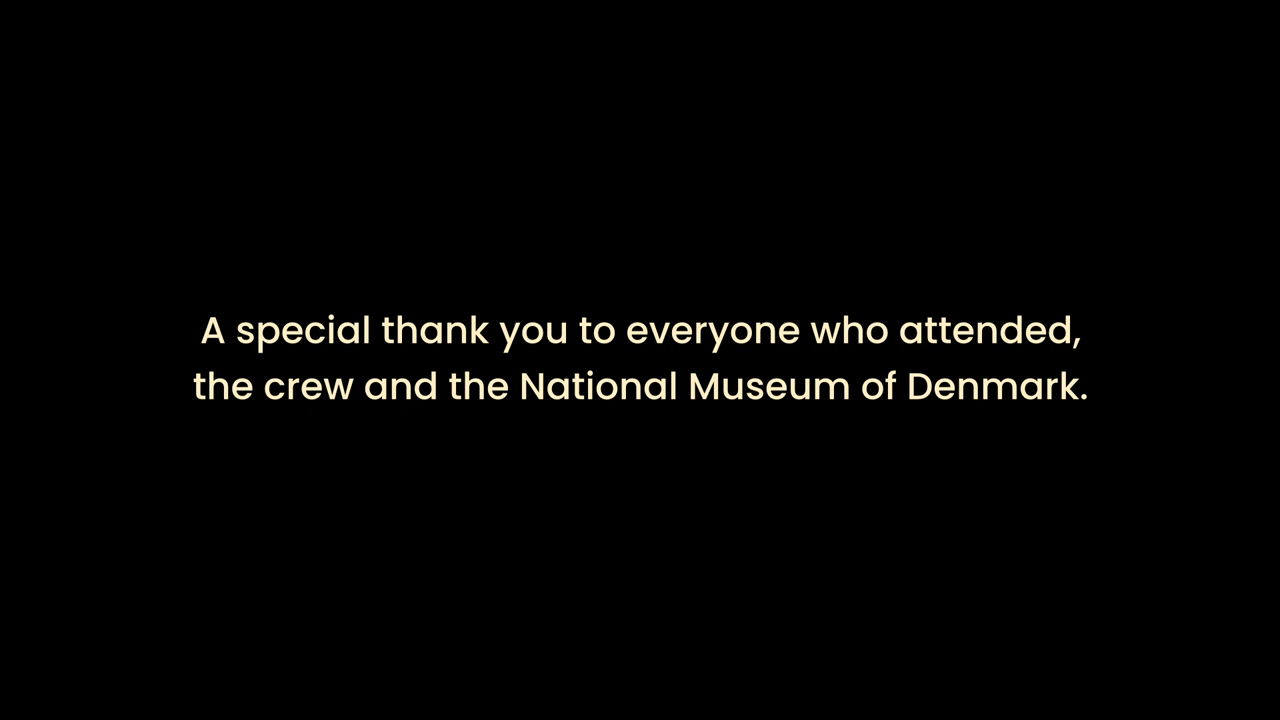 A special thank you to everyone who attended,
the crew and the National Museum of Denmark.